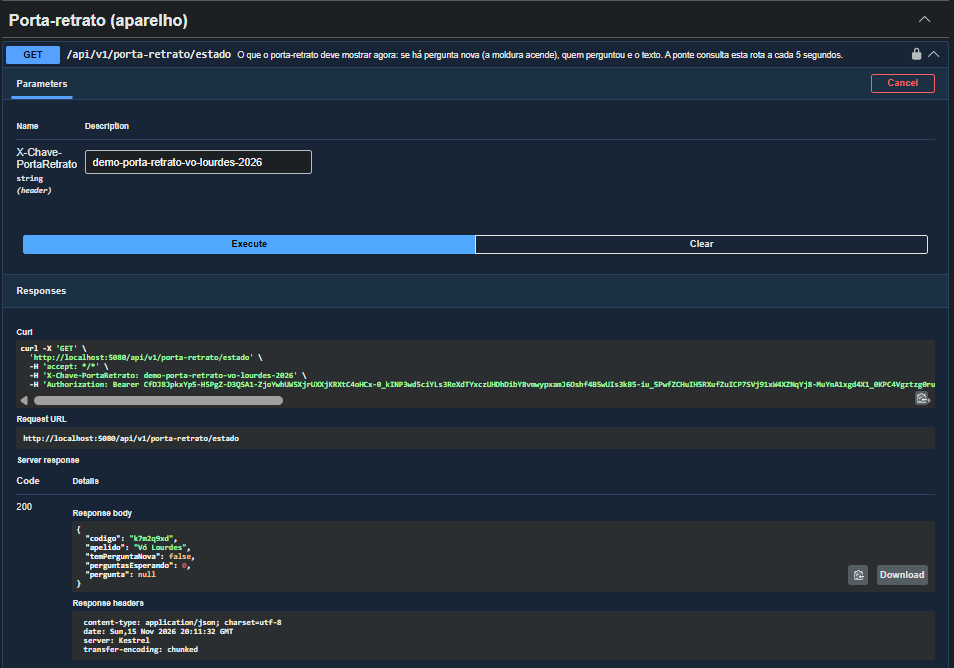 Porta-retrato (aparelho)
GET /api/v1/porta-retrato/estado O que o porta-retrato deve mostrar agora: se há pergunta nova (a moldura acende), quem perguntou e o texto. A ponte consulta esta rota a cada 5 segundos.
Parameters
Cancel
Name Description
X-Chave-
PortaRetrato
string
(header)
demo-porta-retrato-vo-lourdes-2026
Execute Clear
Responses
Curl
curl -X 'GET' \
'http://localhost:5080/api/v1/porta-retrato/estado' \
-H 'accept: */*' \
-H 'X-Chave-PortaRetrato: demo-porta-retrato-vo-lourdes-2026' \
-H 'Authorization: Bearer
Request URL
http://localhost:5080/api/v1/porta-retrato/estado
Server response
Code Details
200
Response body
{
"codigo": "k7m2q9xd",
"apelido": "Vó Lourdes",
"temPerguntaNova": false,
"perguntasEsperando": 0,
"pergunta": null
}
Download
Response headers
content-type: application/json; charset=utf-8
date: Sun,15 Nov 2026 20:11:32 GMT
server: Kestrel
transfer-encoding: chunked